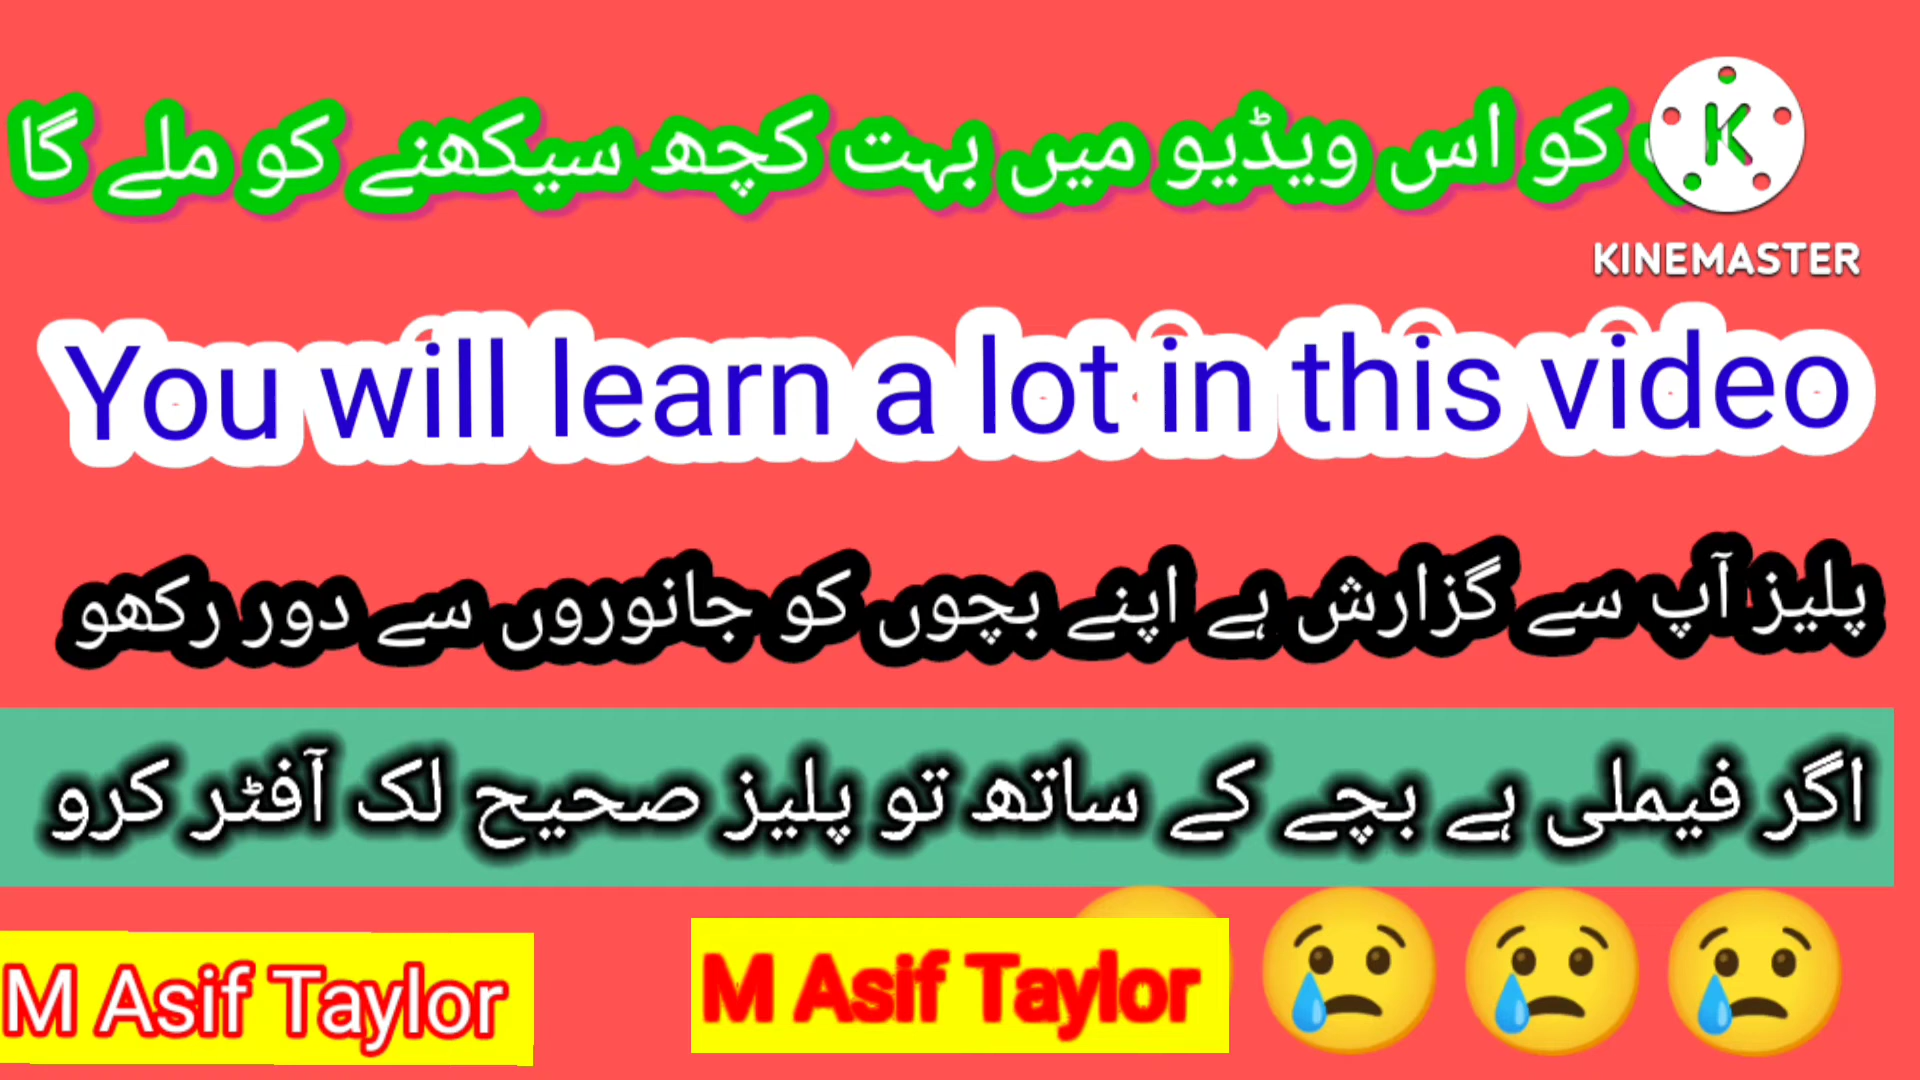 کو اس ویڈیو میں بہت کچھ سیکھنے کو ملے گا
K
KINEMASTER
You will learn a lot in this video
پلیز آپ سے گزارش ہے اپنے بچوں کو جانوروں سے دور رکھو
اگر فیملی ہے بچے کے ساتھ تو پلیز صحیح لک آفٹر کرو
M Asif Taylor
M Asif Taylor